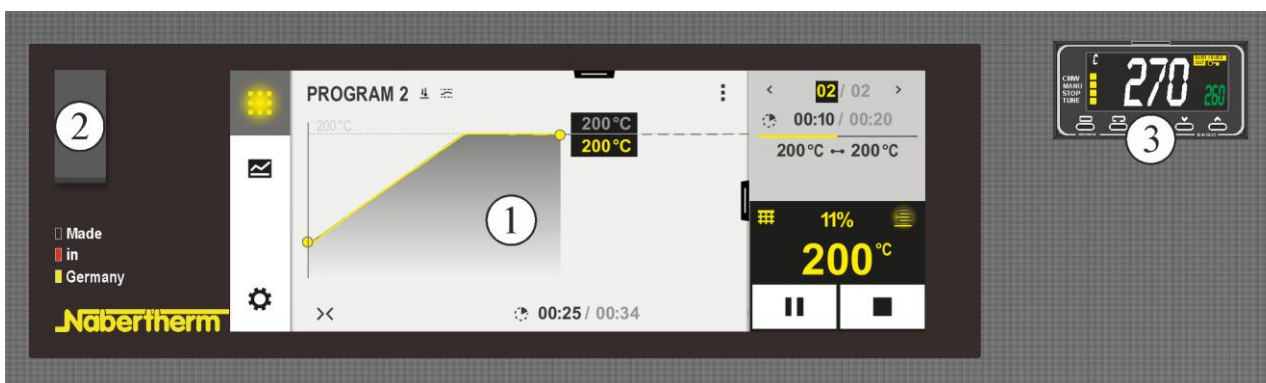 PROGRAM 2
200°C
200°C
200°C
02 / 02
00:10 / 00:20
200°C 200°C
11%
200°C
00:25 / 00:34
2
1
3
Made
in
Germany
Nabertherm
C
270
260
CMW
MANU
STOP
TUNE